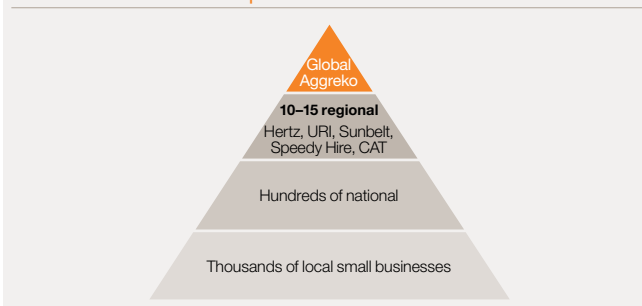 Global
Aggreko
10–15 regional
Hertz, URI, Sunbelt,
Speedy Hire, CAT
Hundreds of national
Thousands of local small businesses